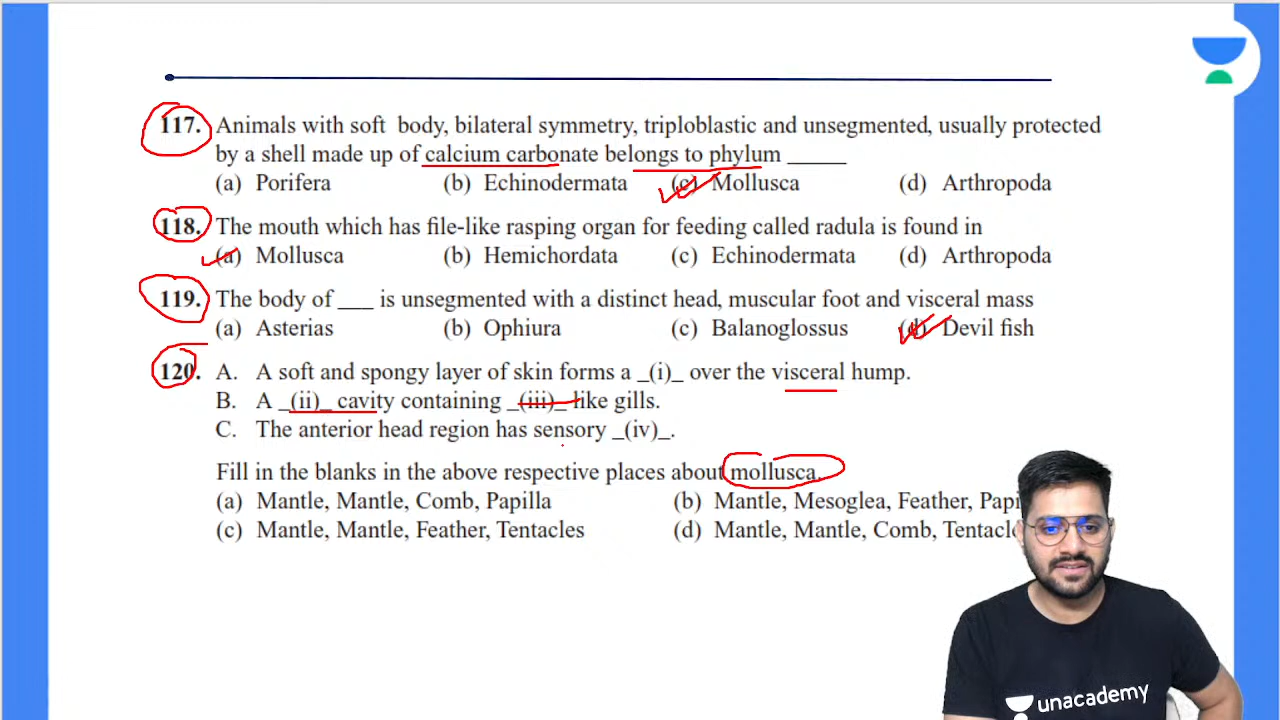 117. Animals with soft body, bilateral symmetry, triploblastic and unsegmented, usually protected
by a shell made up of calcium carbonate belongs to phylum _____
(a) Porifera (b) Echinodermata (c) Mollusca (d) Arthropoda
118. The mouth which has file-like rasping organ for feeding called radula is found in
(a) Mollusca (b) Hemichordata (c) Echinodermata (d) Arthropoda
119. The body of ___ is unsegmented with a distinct head, muscular foot and visceral mass
(a) Asterias (b) Ophiura (c) Balanoglossus (d) Devil fish
120. A. A soft and spongy layer of skin forms a _(i)_ over the visceral hump.
B. A _(ii)_ cavity containing _(iii)_ like gills.
C. The anterior head region has sensory _(iv)_.
Fill in the blanks in the above respective places about mollusca.
(a) Mantle, Mantle, Comb, Papilla (b) Mantle, Mesoglea, Feather,
(c) Mantle, Mantle, Feather, Tentacles (d) Mantle, Mantle, Comb,
unacademy